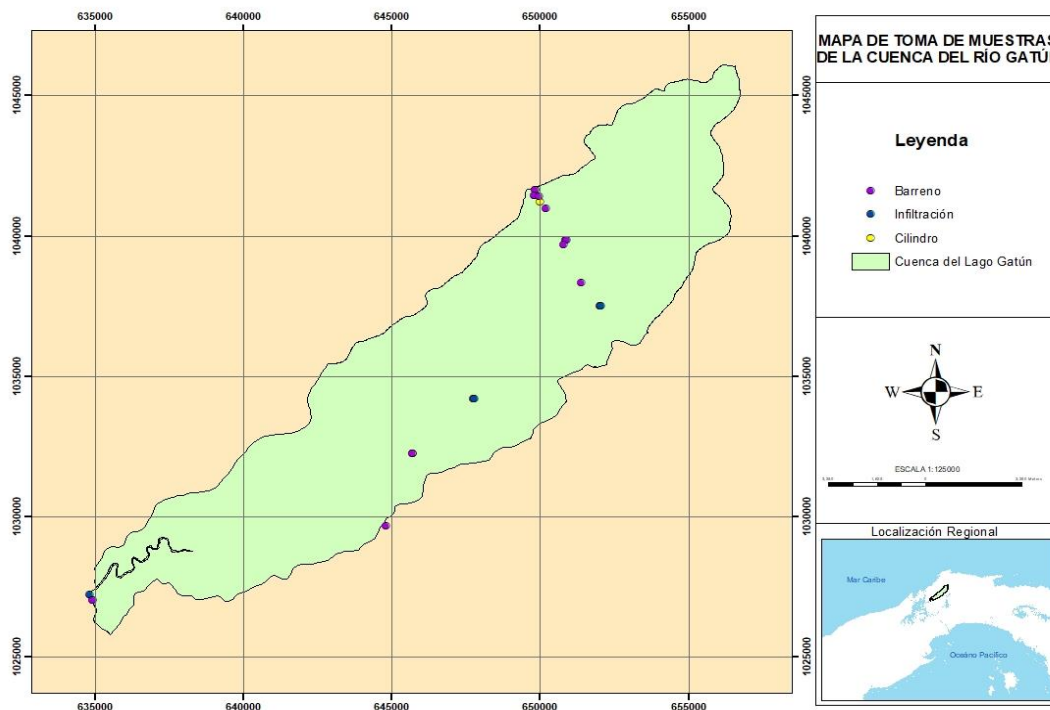 635000 640000 645000 650000 655000
1045000 1045000
1040000 1040000
1035000 1035000
1030000 1030000
1025000 1025000
635000 640000 645000 650000 655000
MAPA DE TOMA DE MUESTRAS
DE LA CUENCA DEL RÍO GATÚ
Leyenda
Barreno
Infiltración
Cilindro
Cuenca del Lago Gatún
N
W E
S
ESCALA 1:125000
0
Localización Regional
Mar Caribe
Oceáno Pacífico